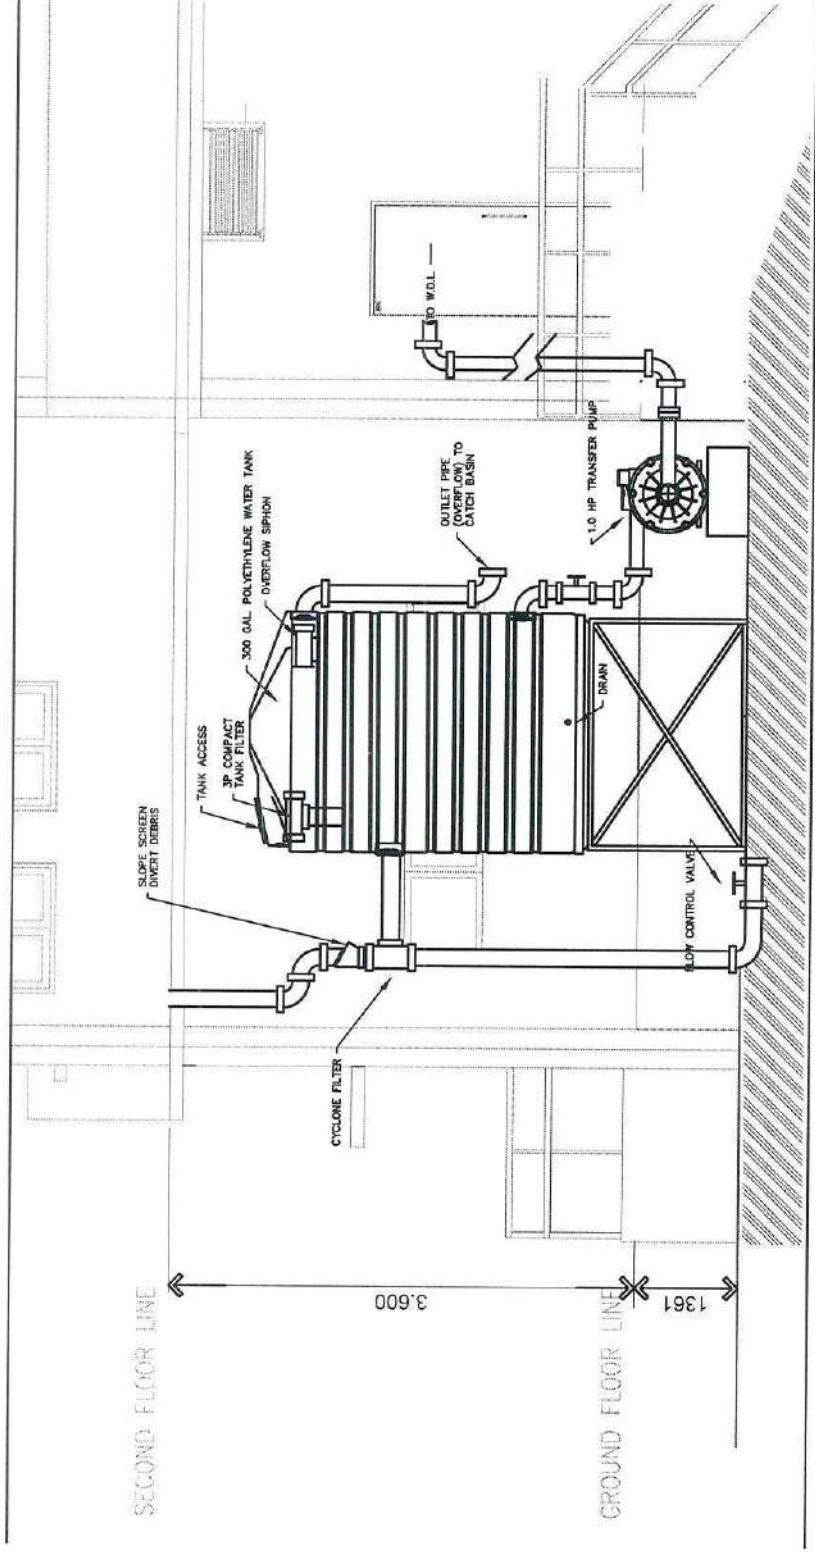 SECOND FLOOR LINE
GROUND FLOOR LINE
3.600
1361
SLOPE SCREEN
DIVERT DEBRIS
CYCLONE FILTER
TANK ACCESS
3P COMPACT
TANK FILTER
300 GAL POLYETHYLENE WATER TANK
OVERFLOW SIPHON
OUTLET PIPE
(OVERFLOW) TO
CATCH BASIN
TO W.D.L.
1.0 HP TRANSFER PUMP
DRAIN
FLOW CONTROL VALVE